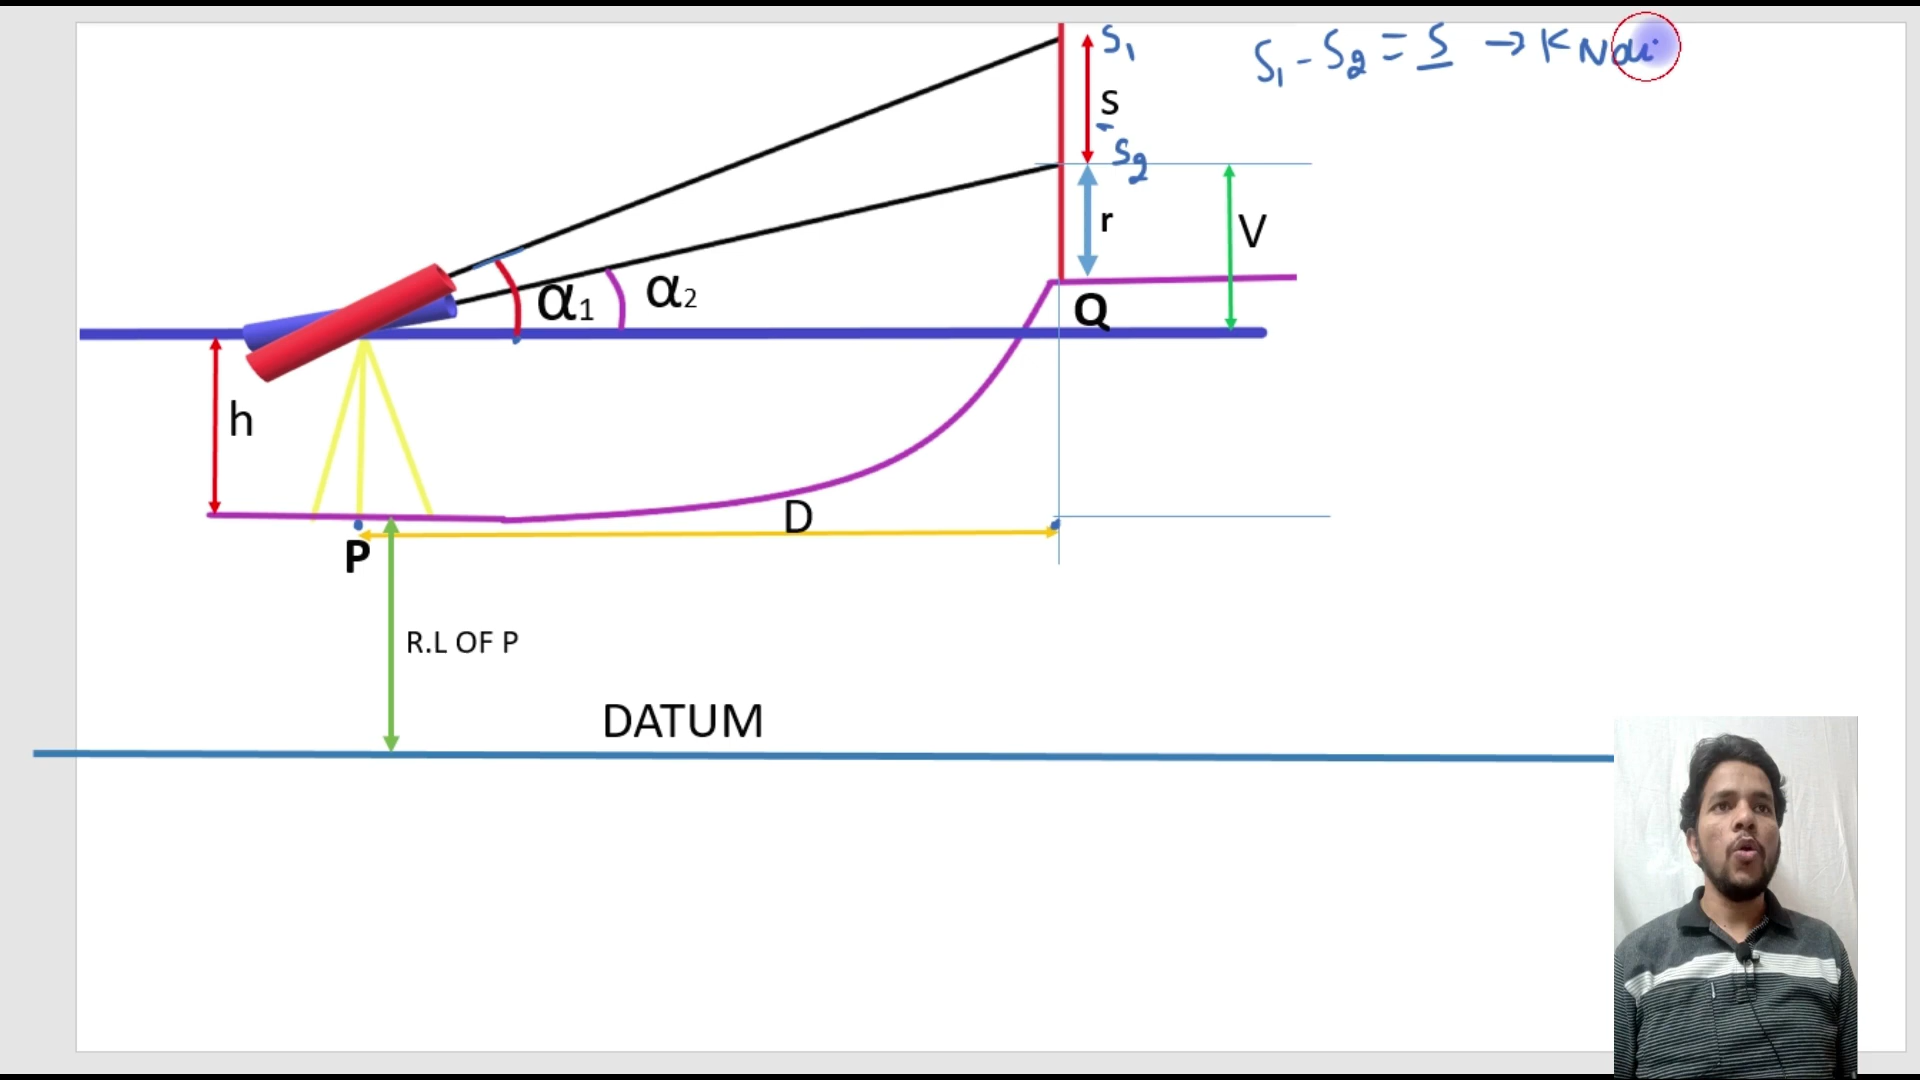 S₁
S₁ - S₂ = S → K N
s
S₂
r
V
α₁
α₂
Q
h
D
P
R.L OF P
DATUM